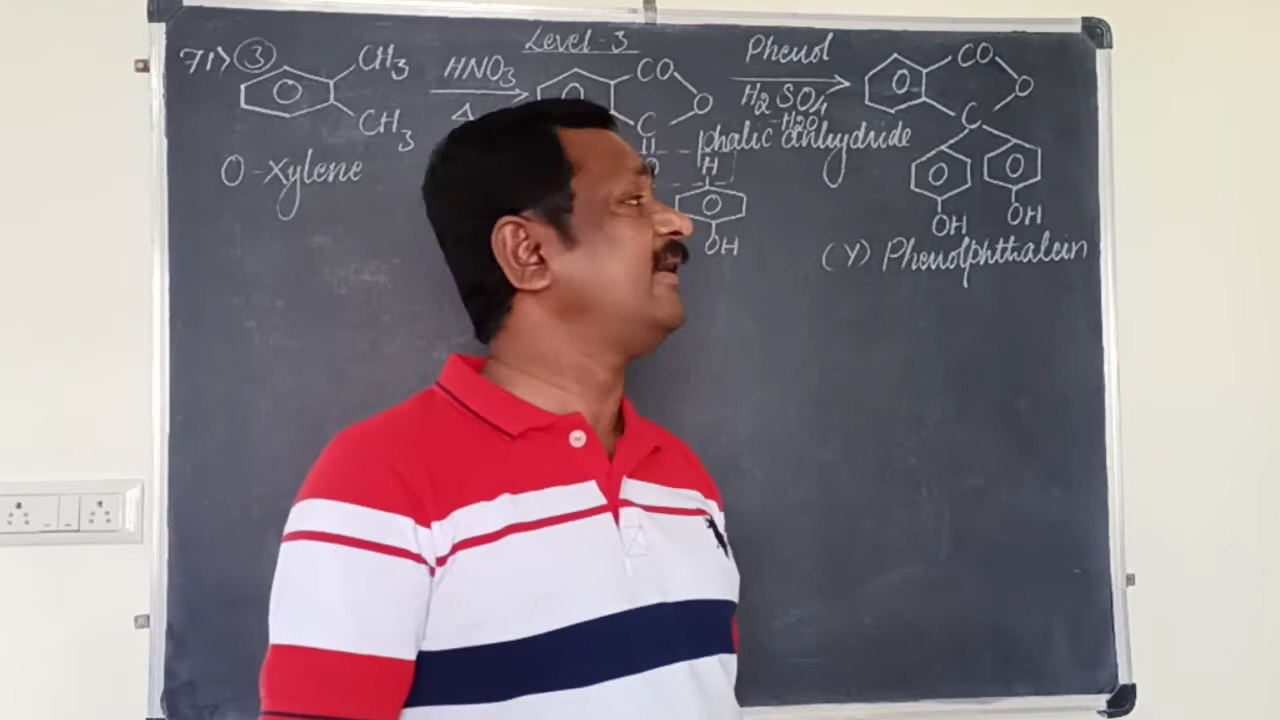 Level-3
71> ③ CH3 HNO3 CO Phenol CO
O Δ O H2SO4 O O
CH3 C O -H2O C
O-Xylene phalic anhydride
H
O O O
OH OH OH
(Y) Phenolphthalein